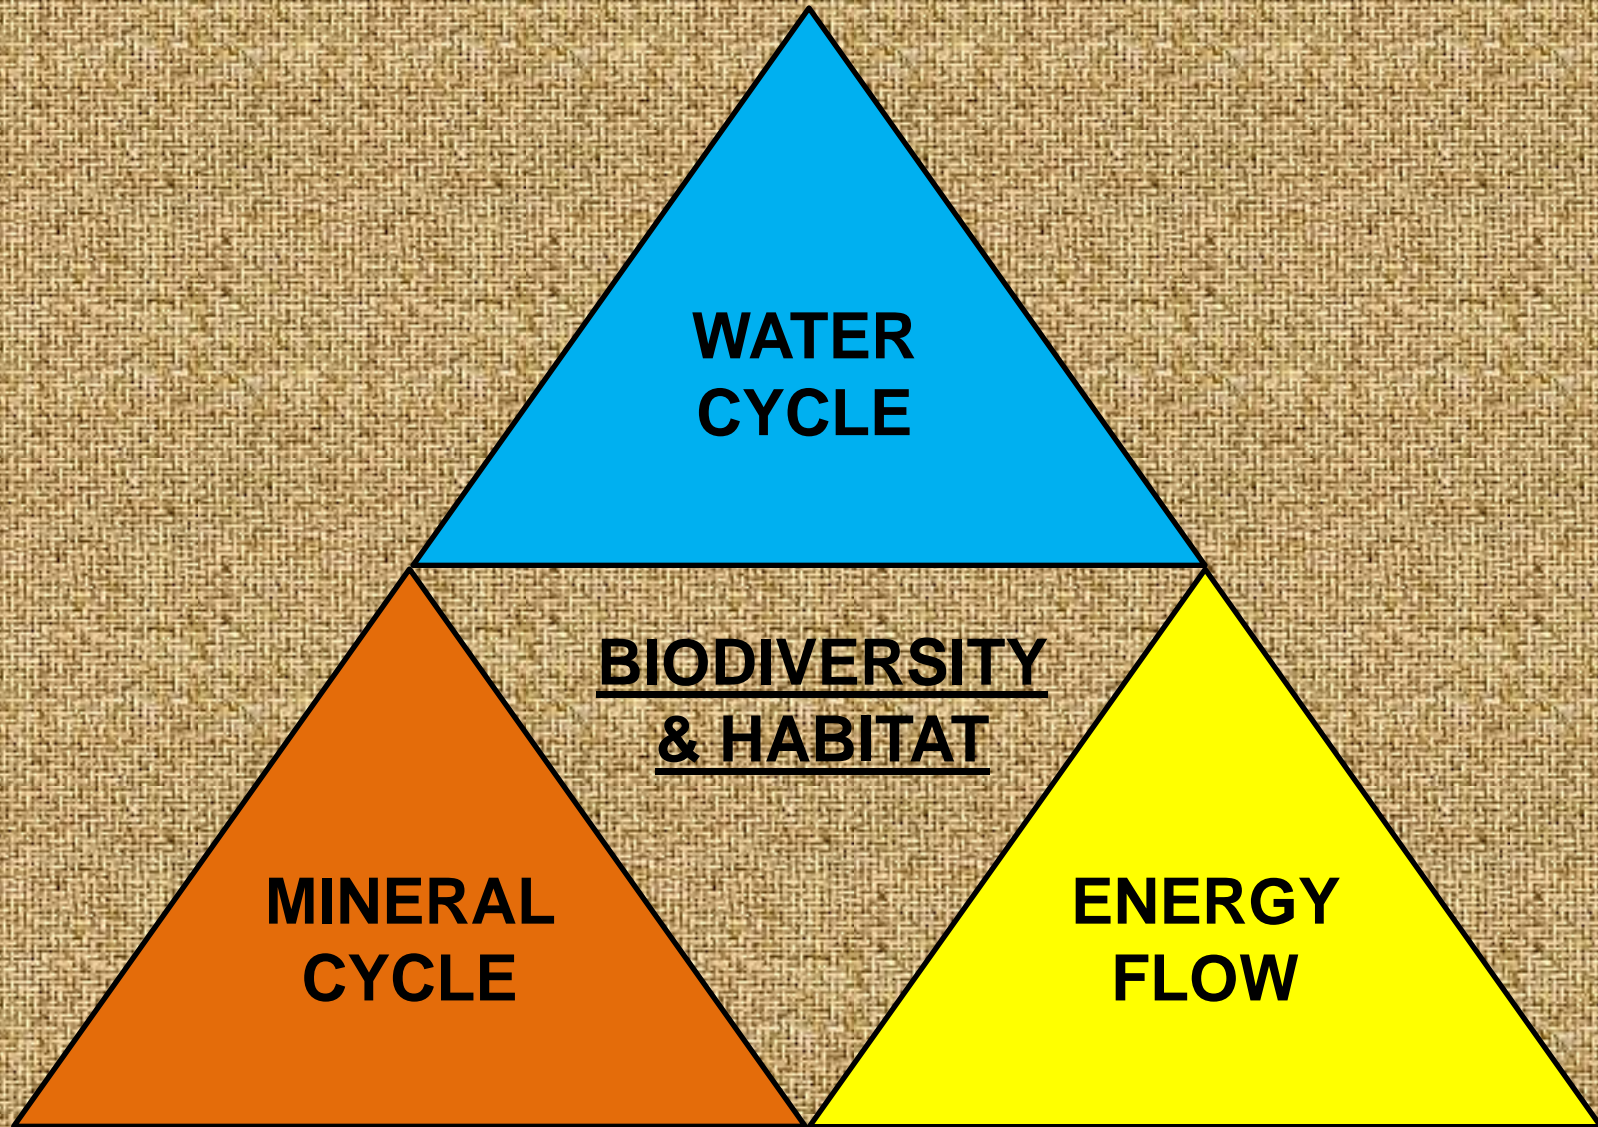 WATER
CYCLE
BIODIVERSITY
& HABITAT
MINERAL
CYCLE
ENERGY
FLOW